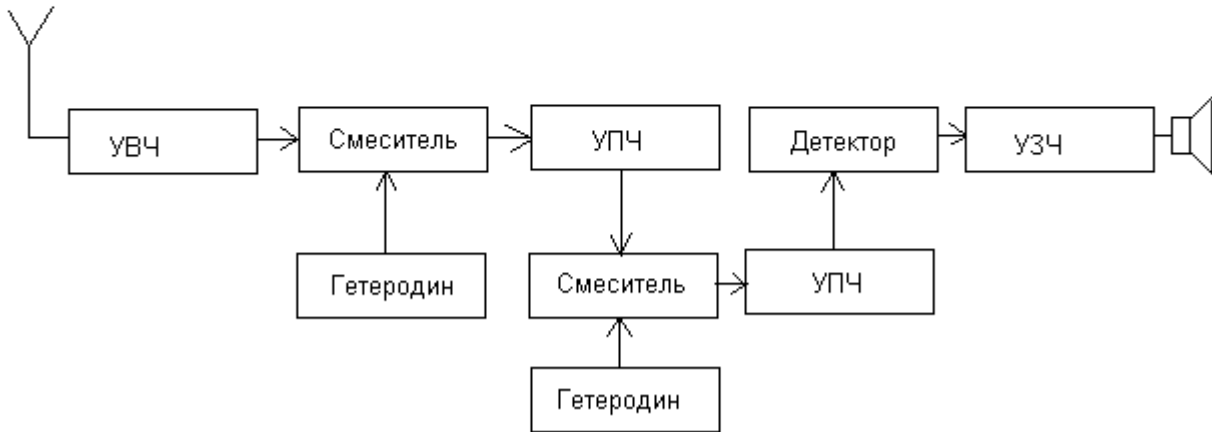 УВЧ
Смеситель
УПЧ
Детектор
УЗЧ
Гетеродин
Смеситель
УПЧ
Гетеродин